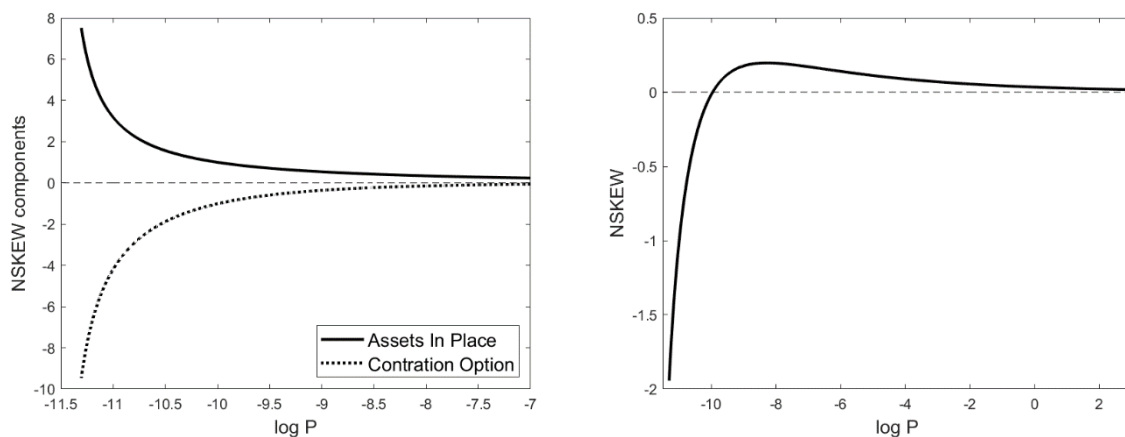 8
6
4
2
0
-2
-4
-6
-8
-10
NSKEW components
-11.5 -11 -10.5 -10 -9.5 -9 -8.5 -8 -7.5 -7
log P
Assets In Place
Contration Option
0.5
0
-0.5
-1
-1.5
-2
NSKEW
-10 -8 -6 -4 -2 0 2
log P